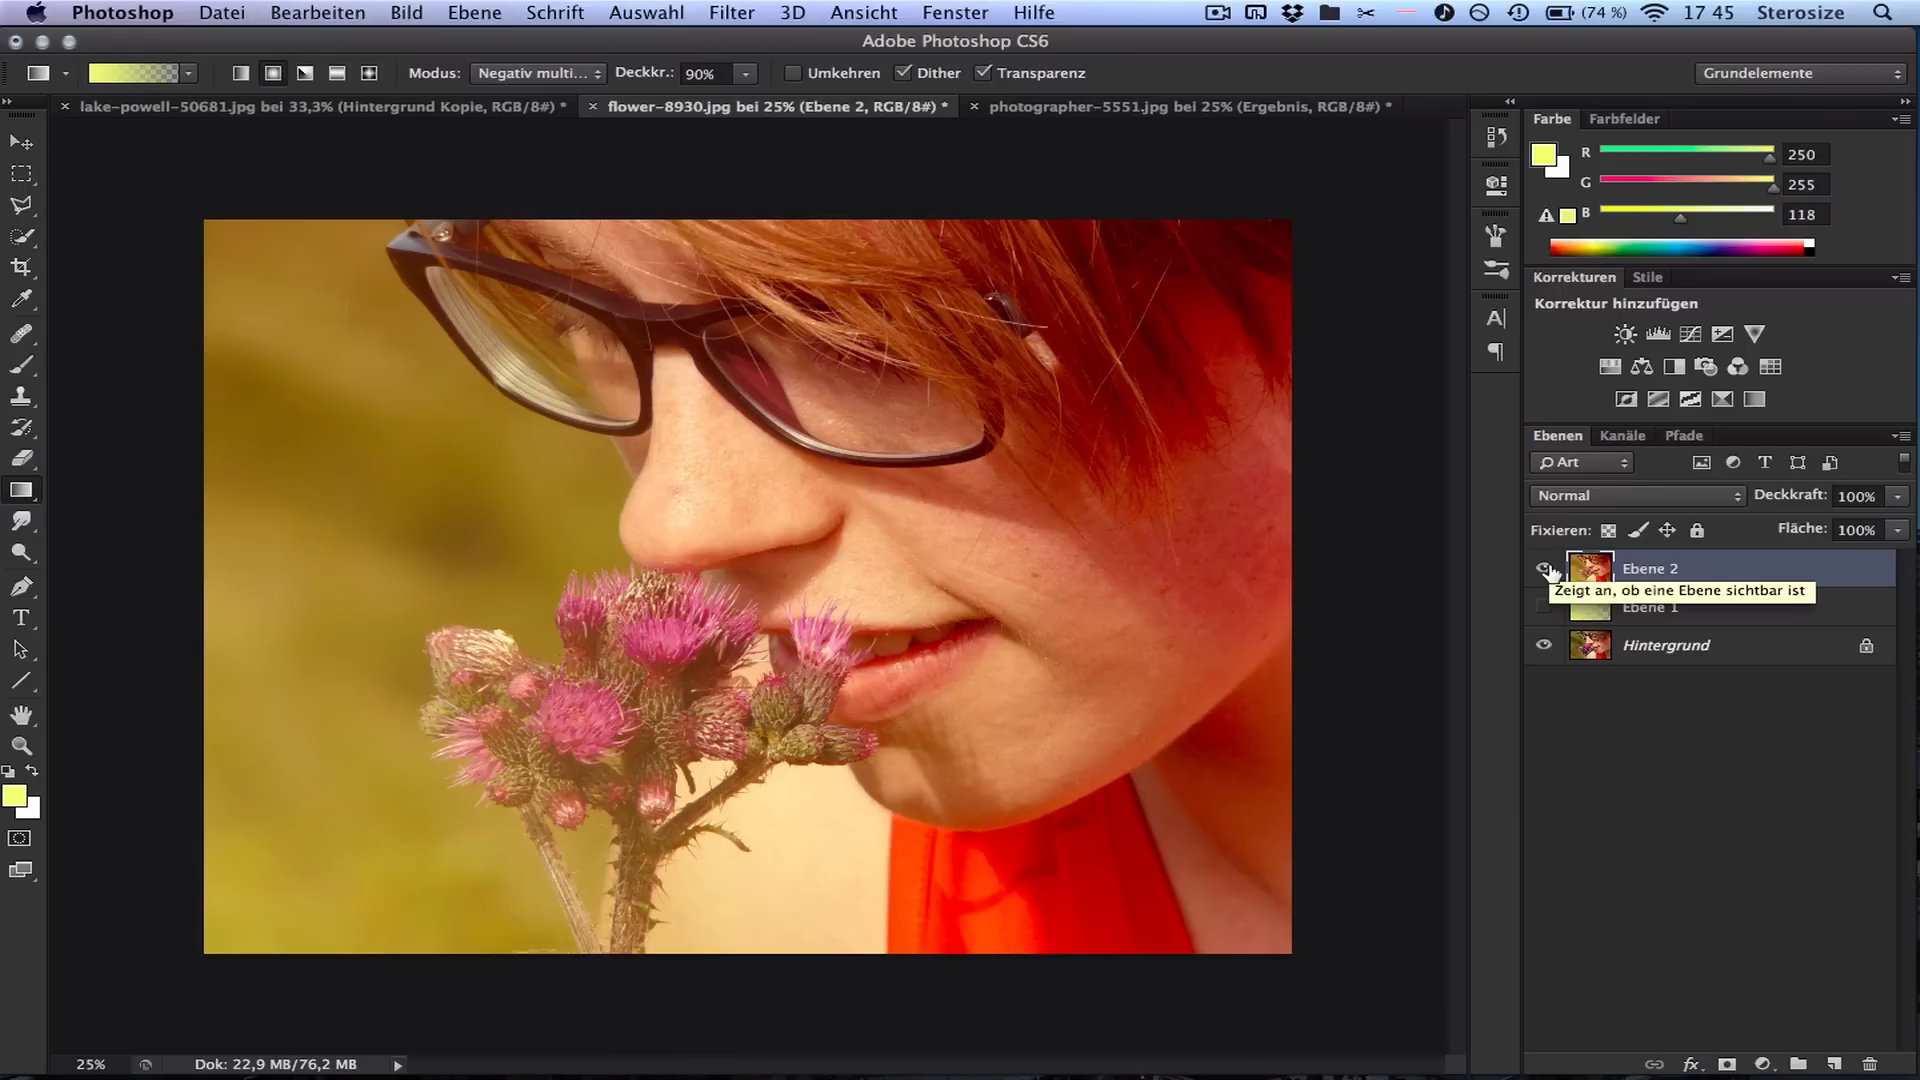 Photoshop Datei Bearbeiten Bild Ebene Schrift Auswahl Filter 3D Ansicht Fenster Hilfe (74 %) 17 45 Sterosize
Adobe Photoshop CS6
Modus: Negativ multi... Deckkr.: 90% Umkehren Dither Transparenz Grundelemente
lake-powell-50681.jpg bei 33,3% (Hintergrund Kopie, RGB/8#) *
flower-8930.jpg bei 25% (Ebene 2, RGB/8#) *
photographer-5551.jpg bei 25% (Ergebnis, RGB/8#) *
Farbe Farbfelder
R 250
G 255
B 118
Korrekturen Stile
Korrektur hinzufügen
Ebenen Kanäle Pfade
Art
Normal Deckkraft: 100%
Fixieren: Fläche: 100%
Ebene 2
Zeigt an, ob eine Ebene sichtbar ist
Ebene 1
Hintergrund
25% Dok: 22,9 MB/76,2 MB